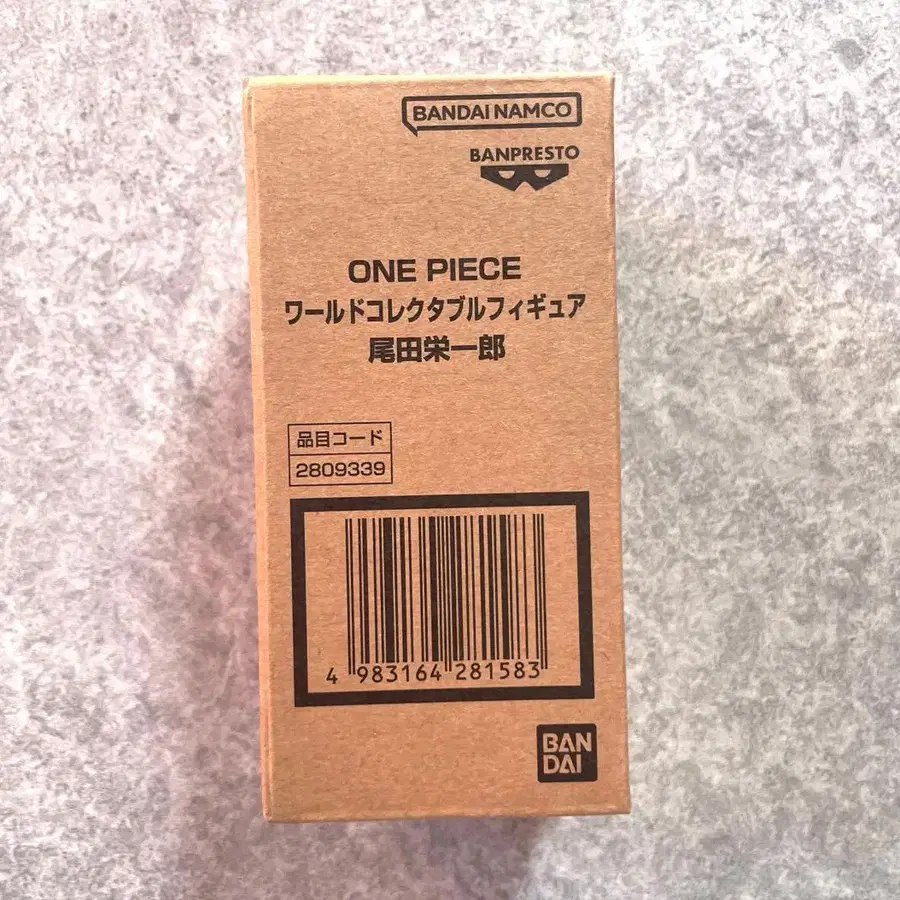 BANDAI NAMCO
BANPRESTO
ONE PIECE
ワールドコレクタブルフィギュア
尾田栄一郎
品目コード
2809339
4 983164 281583
BAN
DAI